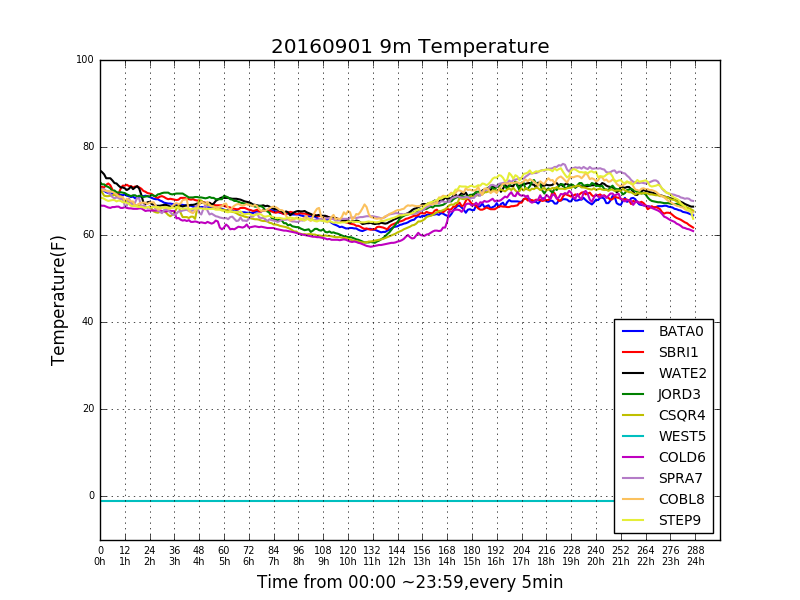 20160901 9m Temperature
Temperature(F)
100
80
60
40
20
0
BATA0
SBRI1
WATE2
JORD3
CSQR4
WEST5
COLD6
SPRA7
COBL8
STEP9
0 12 24 36 48 60 72 84 96 108 120 132 144 156 168 180 192 204 216 228 240 252 264 276 288
0h 1h 2h 3h 4h 5h 6h 7h 8h 9h 10h 11h 12h 13h 14h 15h 16h 17h 18h 19h 20h 21h 22h 23h 24h
Time from 00:00 ~23:59,every 5min